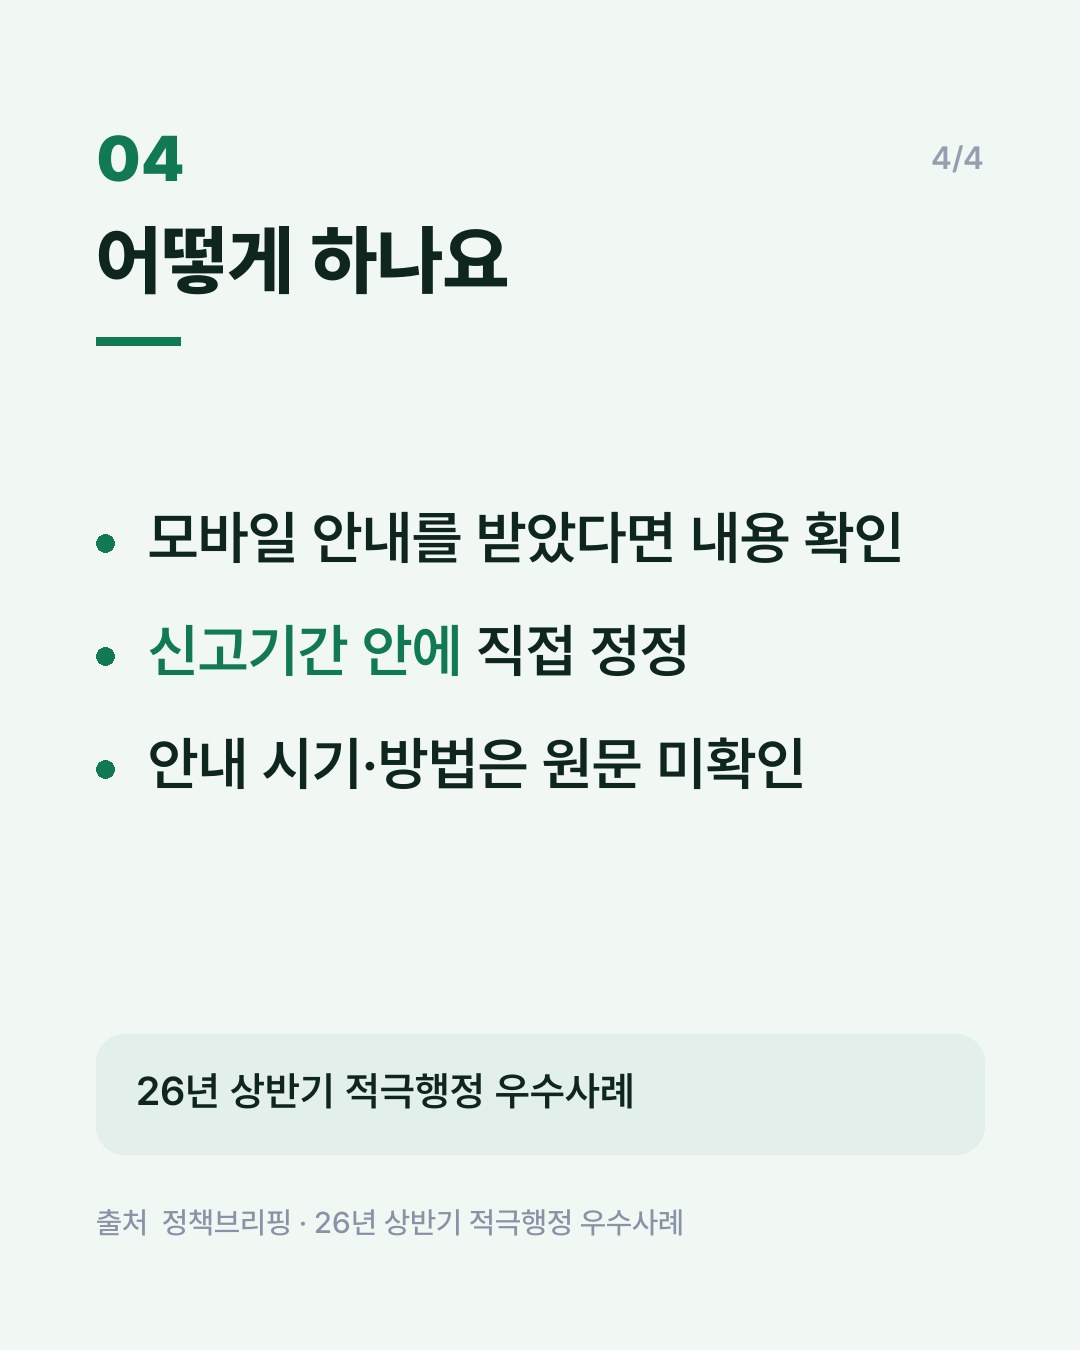 04
4/4
어떻게 하나요
모바일 안내를 받았다면 내용 확인
신고기간 안에 직접 정정
안내 시기·방법은 원문 미확인
26년 상반기 적극행정 우수사례
출처 정책브리핑 · 26년 상반기 적극행정 우수사례